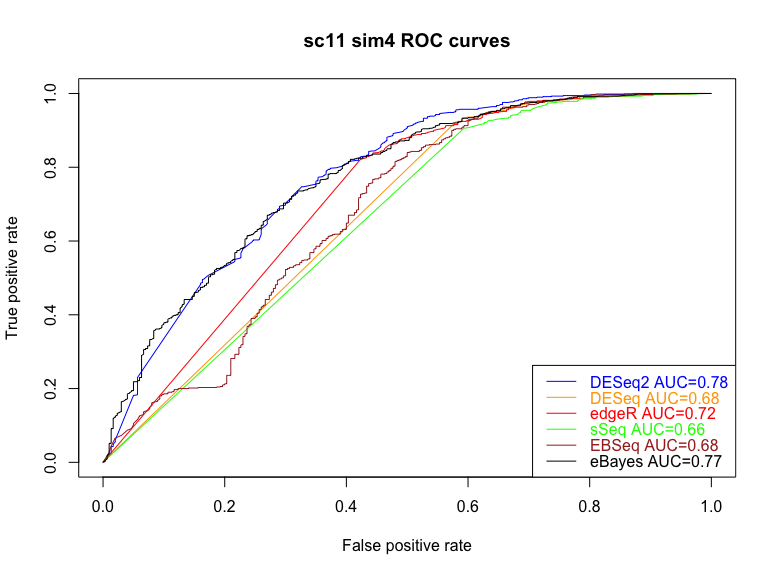 sc11 sim4 ROC curves
True positive rate
1.0
0.8
0.6
0.4
0.2
0.0
DESeq2 AUC=0.78
DESeq AUC=0.68
edgeR AUC=0.72
sSeq AUC=0.66
EBSeq AUC=0.68
eBayes AUC=0.77
0.0 0.2 0.4 0.6 0.8 1.0
False positive rate